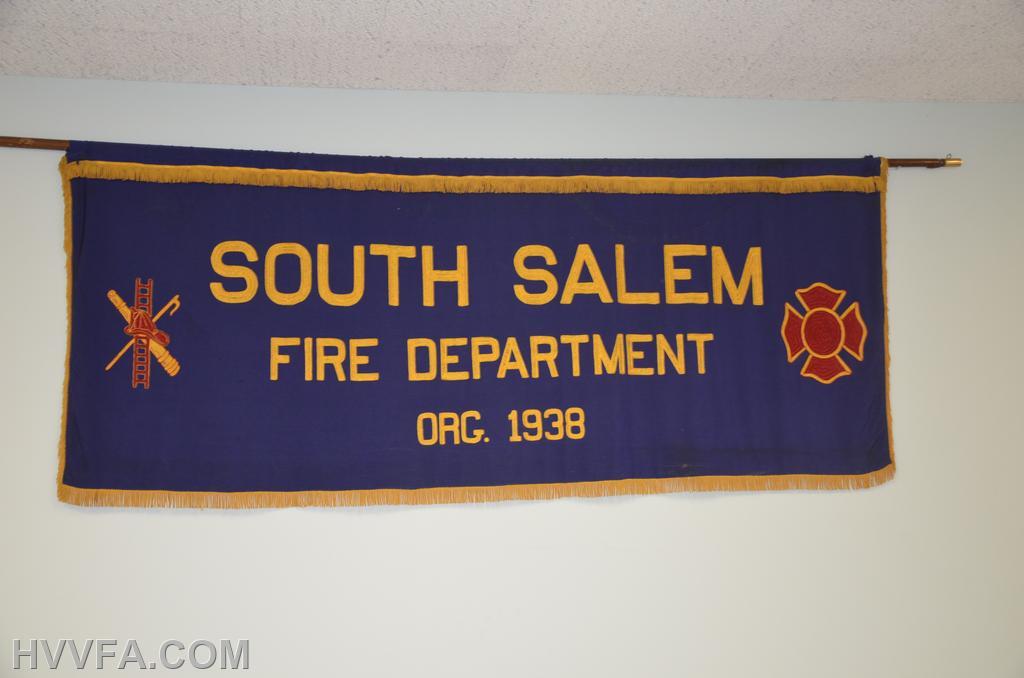 SOUTH SALEM
FIRE DEPARTMENT
ORG. 1938
HVVFA.COM